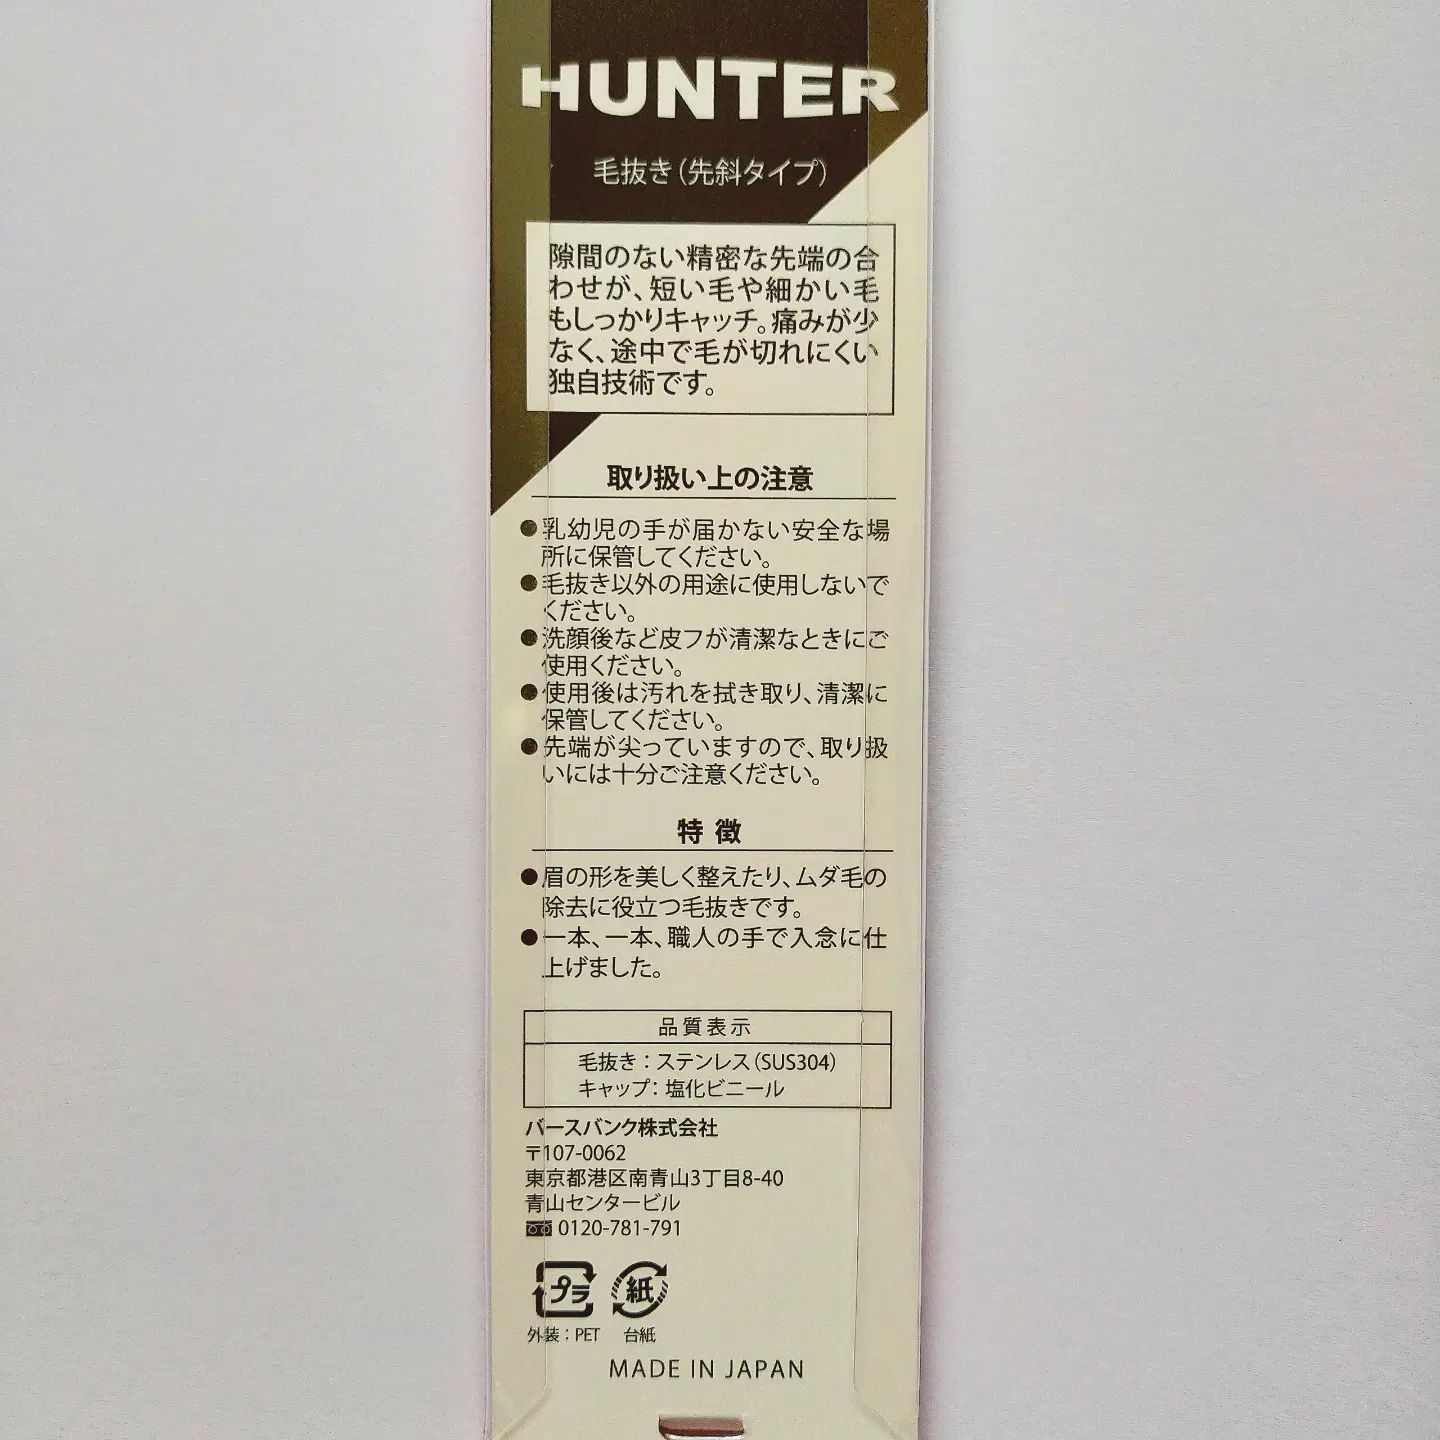 HUNTER
毛抜き(先斜タイプ)
隙間のない精密な先端の合
わせが、短い毛や細かい毛
もしっかりキャッチ。痛みが少
なく、途中で毛が切れにくい
独自技術です。
取り扱い上の注意
●乳幼児の手が届かない安全な場
所に保管してください。
●毛抜き以外の用途に使用しないで
ください。
●洗顔後など皮フが清潔なときにご
使用ください。
●使用後は汚れを拭き取り、清潔に
保管してください。
●先端が尖っていますので、取り扱
いには十分ご注意ください。
特 徴
●眉の形を美しく整えたり、ムダ毛の
除去に役立つ毛抜きです。
●一本、一本、職人の手で入念に仕
上げました。
品質表示
毛抜き：ステンレス(SUS304)
キャップ：塩化ビニール
バースバンク株式会社
〒107-0062
東京都港区南青山3丁目8-40
青山センタービル
0120-781-791
プラ 紙
外装：PET 台紙
MADE IN JAPAN